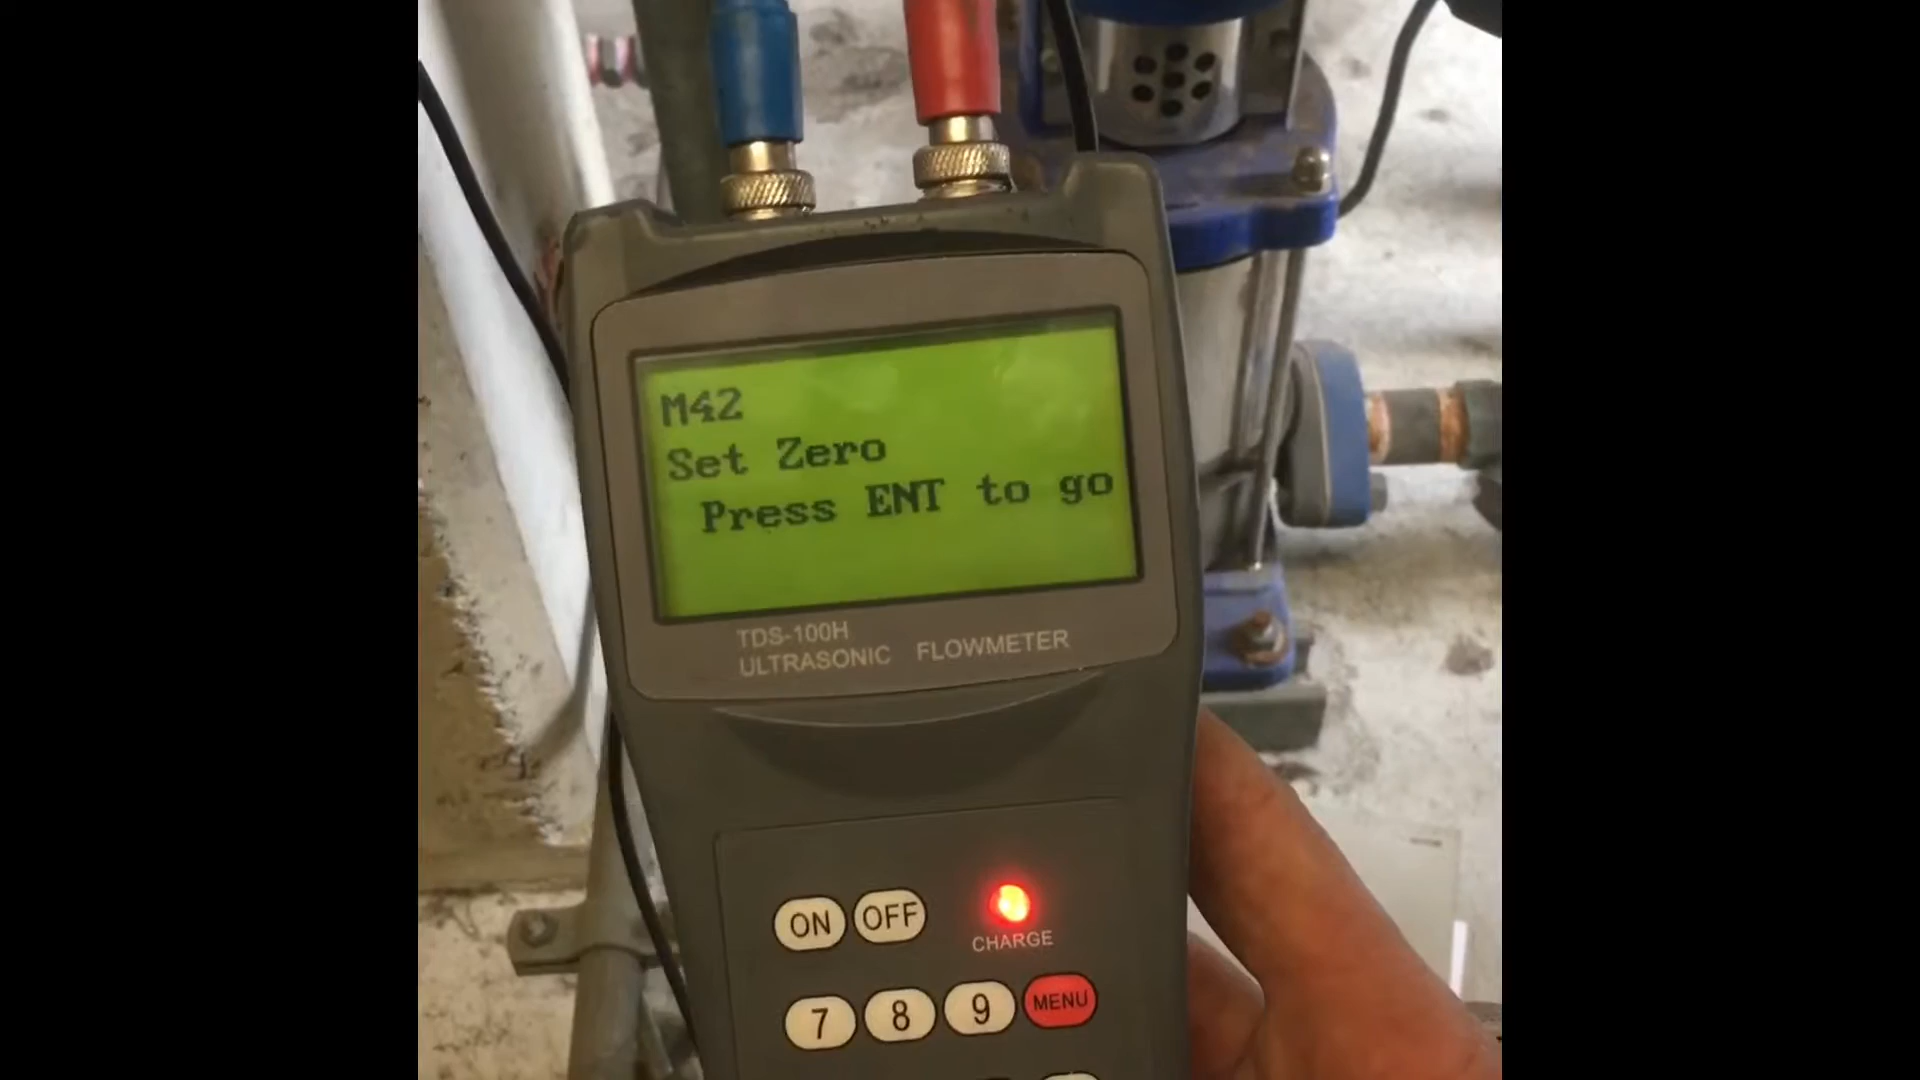 M42
Set Zero
Press ENT to go
TDS-100H
ULTRASONIC FLOWMETER
ON OFF
CHARGE
7 8 9 MENU